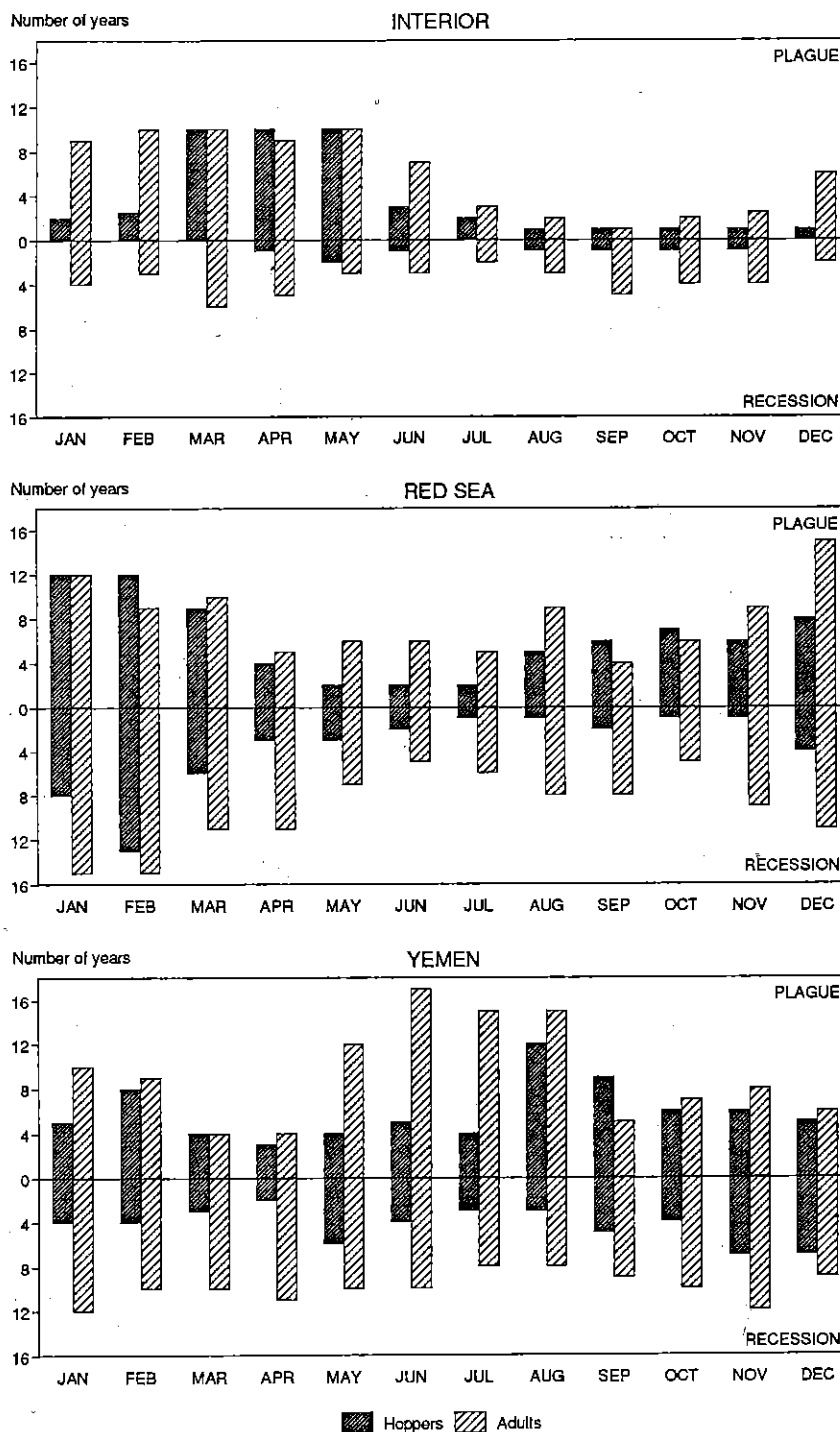 Number of years INTERIOR
PLAGUE
16
12
8
4
0
4
8
12
16
RECESSION
JAN FEB MAR APR MAY JUN JUL AUG SEP OCT NOV DEC
Number of years RED SEA
PLAGUE
16
12
8
4
0
4
8
12
16
RECESSION
JAN FEB MAR APR MAY JUN JUL AUG SEP OCT NOV DEC
Number of years YEMEN
PLAGUE
16
12
8
4
0
4
8
12
16
RECESSION
JAN FEB MAR APR MAY JUN JUL AUG SEP OCT NOV DEC
Hoppers Adults